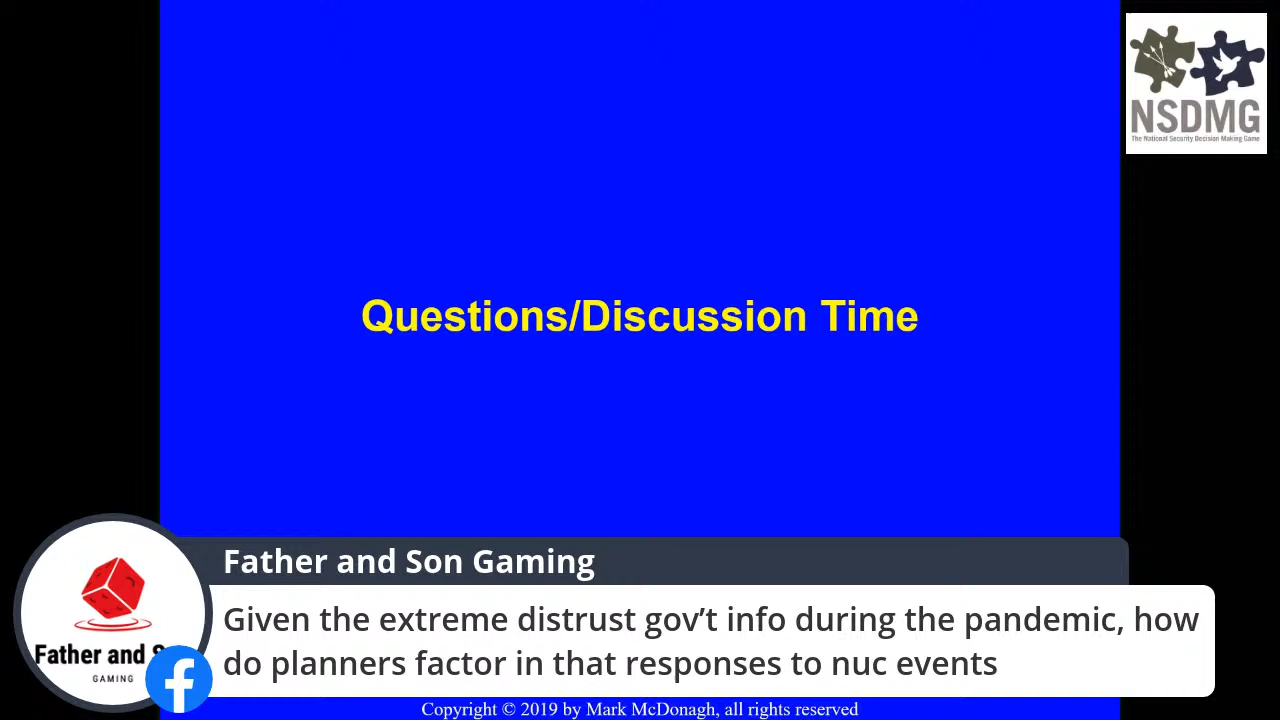 NSDMG
The National Security Decision Making Game
Questions/Discussion Time
Father and Son Gaming
Given the extreme distrust gov't info during the pandemic, how
do planners factor in that responses to nuc events
Father and S
GAMING
Copyright © 2019 by Mark McDonagh, all rights reserved